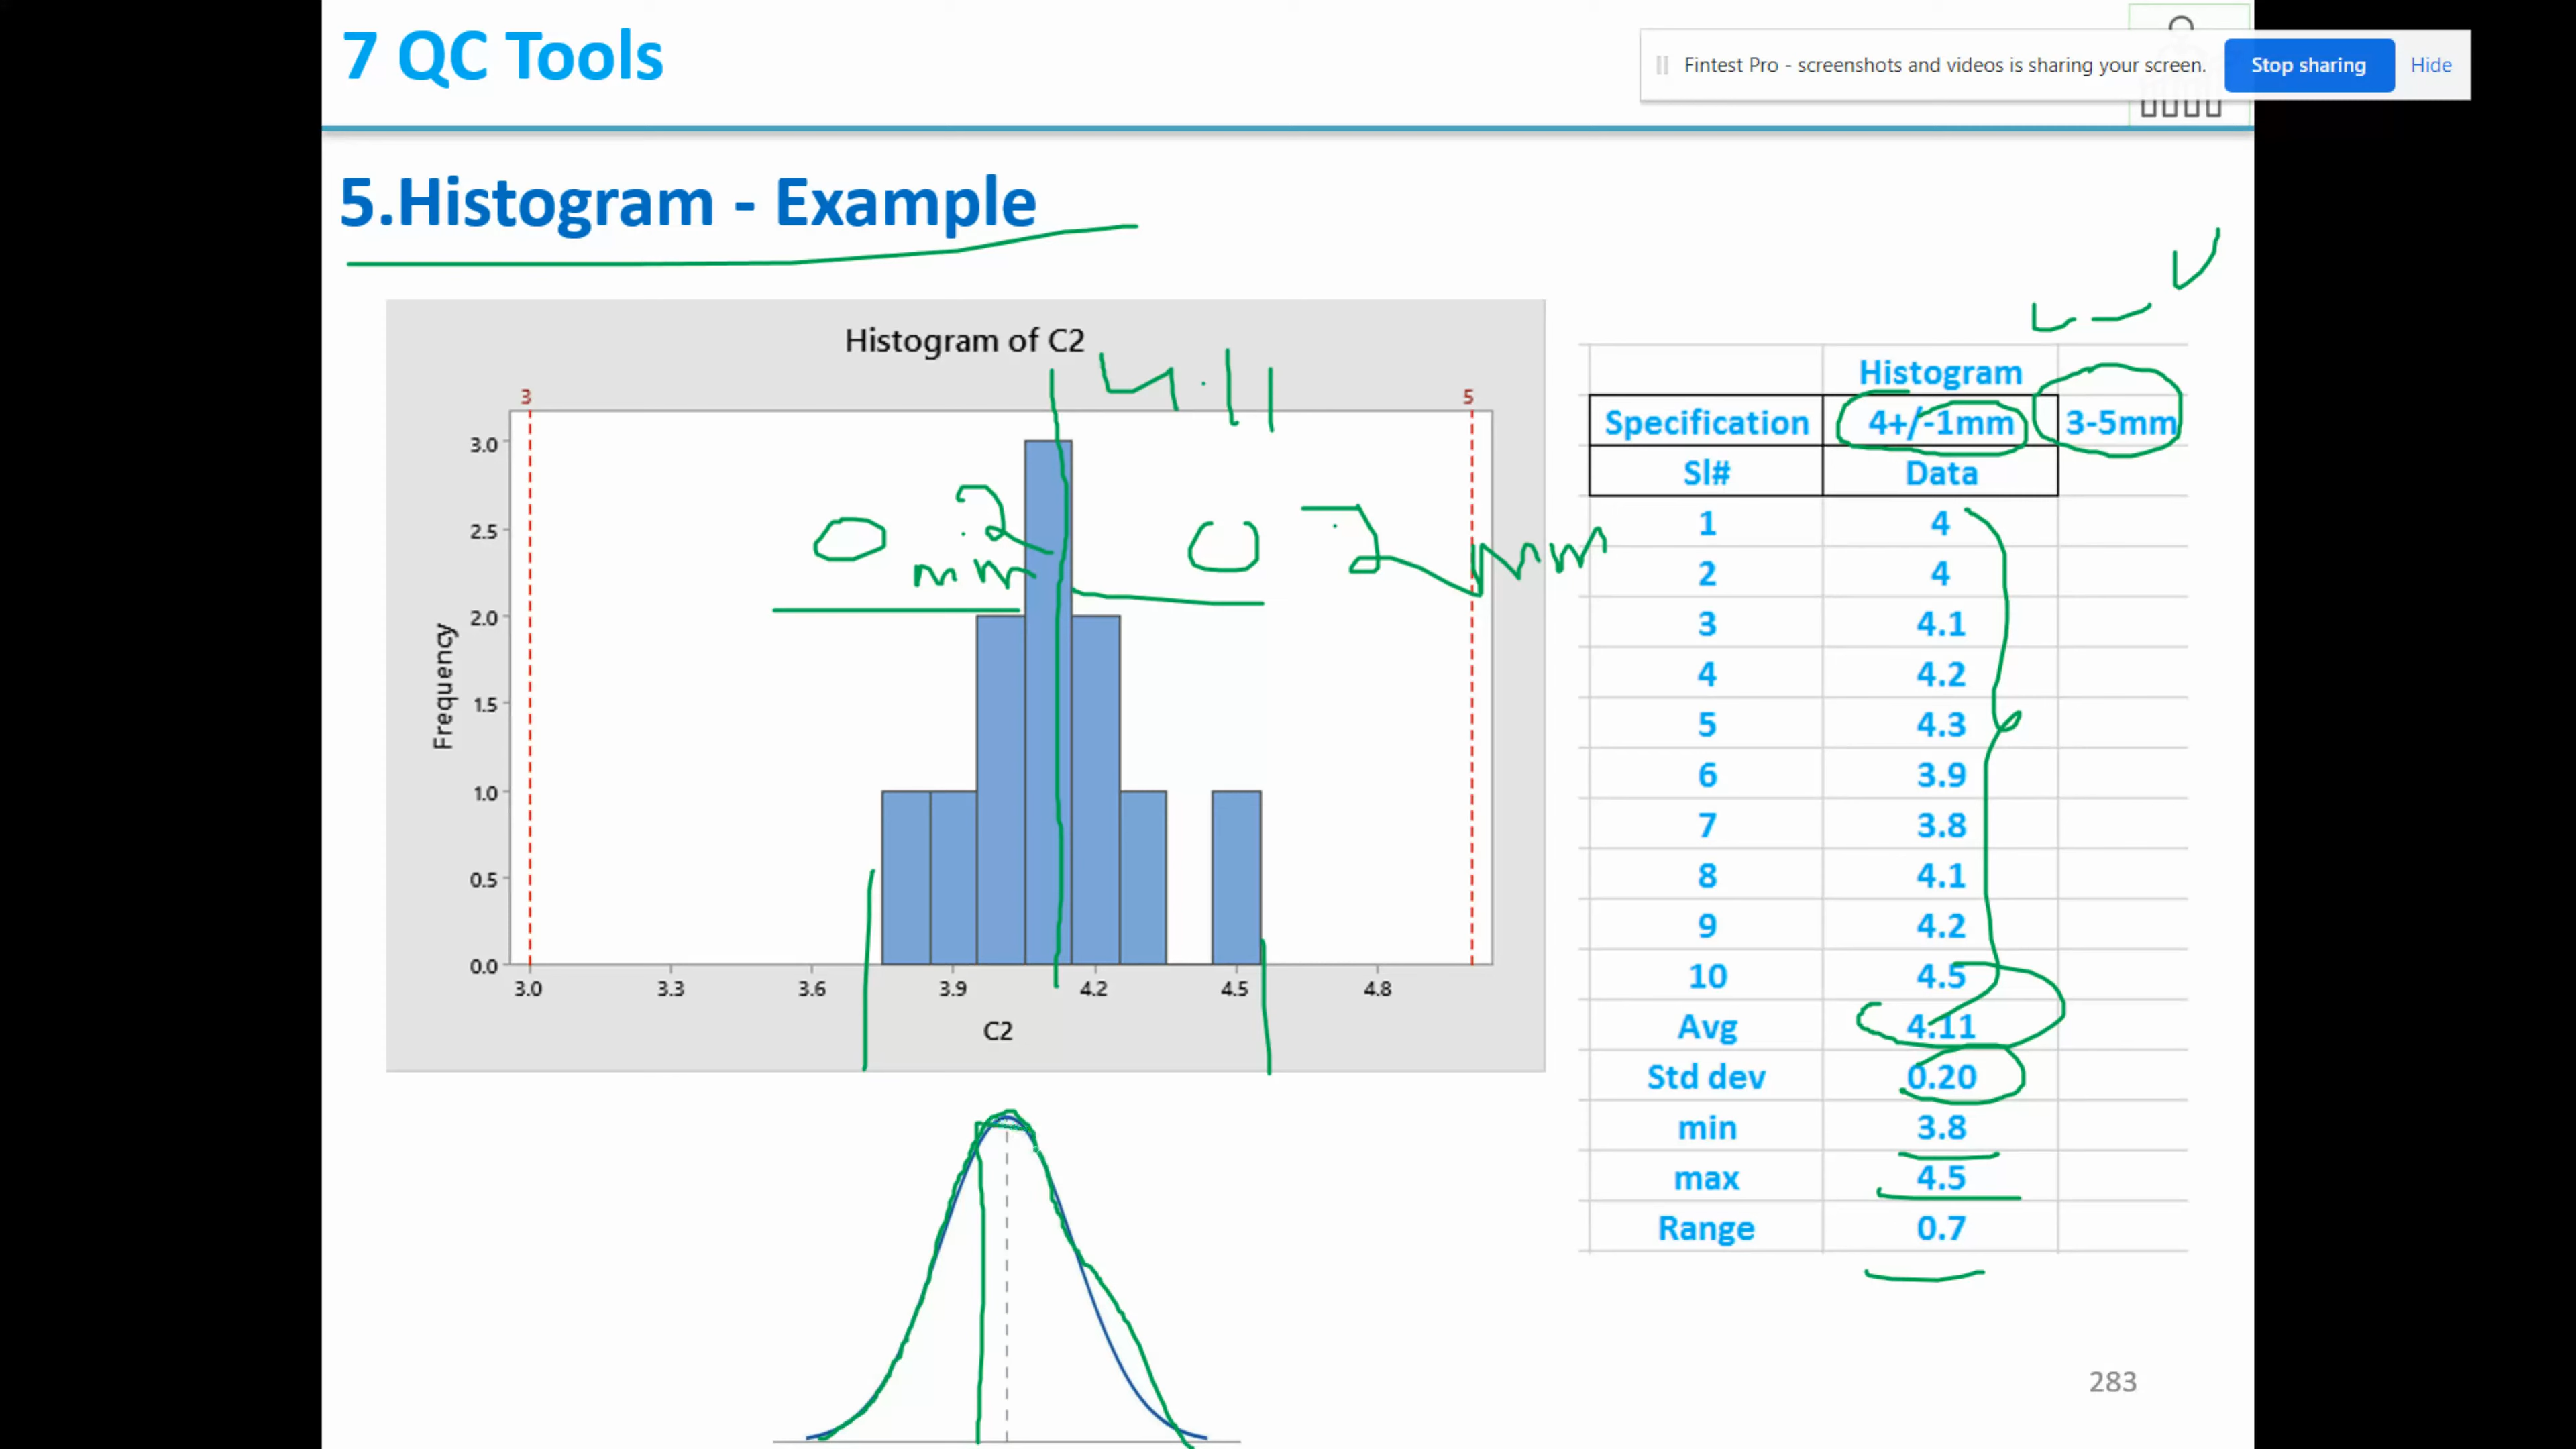 7 QC Tools
Fintest Pro - screenshots and videos is sharing your screen. Stop sharing Hide
5.Histogram - Example
Histogram of C2
4.11
3 5
3.0
2.5
2.0
1.5
1.0
0.5
0.0
Frequency
0.2
mm
0.2mm
3.0 3.3 3.6 3.9 4.2 4.5 4.8
C2
Histogram
Specification 4+/-1mm 3-5mm
Sl# Data
1 4
2 4
3 4.1
4 4.2
5 4.3
6 3.9
7 3.8
8 4.1
9 4.2
10 4.5
Avg 4.11
Std dev 0.20
min 3.8
max 4.5
Range 0.7
283